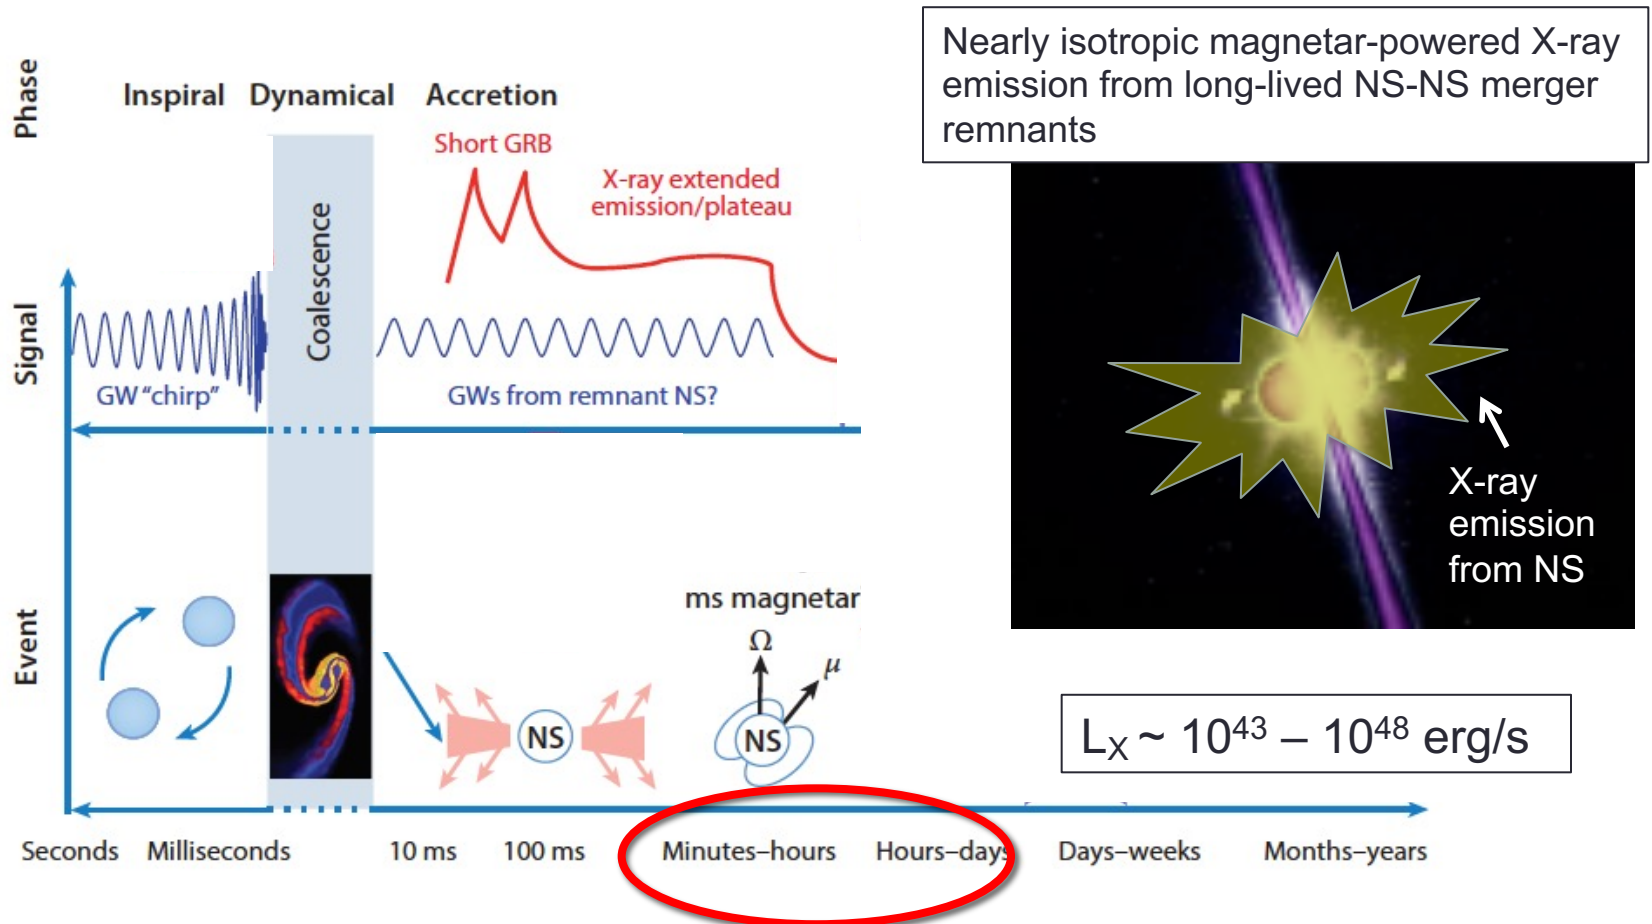 Nearly isotropic magnetar-powered X-ray
emission from long-lived NS-NS merger
remnants
Phase
Inspiral Dynamical Accretion
Short GRB
X-ray extended
emission/plateau
Coalescence
Signal
GW "chirp"
GWs from remnant NS?
X-ray
emission
from NS
Event
ms magnetar
Ω
μ
NS
NS
L_X ~ 10^43 – 10^48 erg/s
Seconds Milliseconds 10 ms 100 ms Minutes–hours Hours–days Days–weeks Months–years